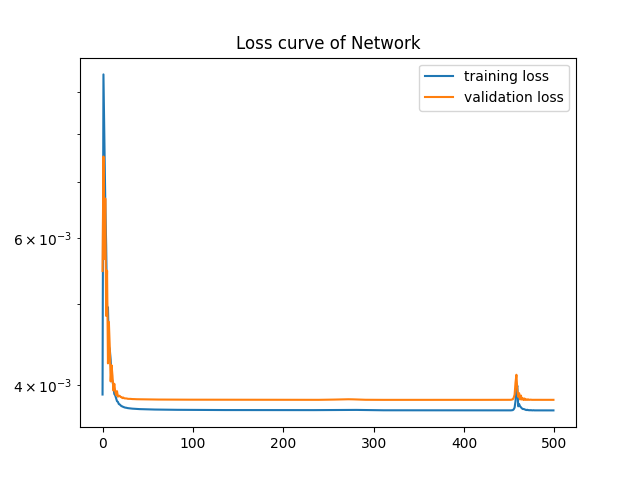 Loss curve of Network
training loss
validation loss
6 × 10⁻³
4 × 10⁻³
0 100 200 300 400 500